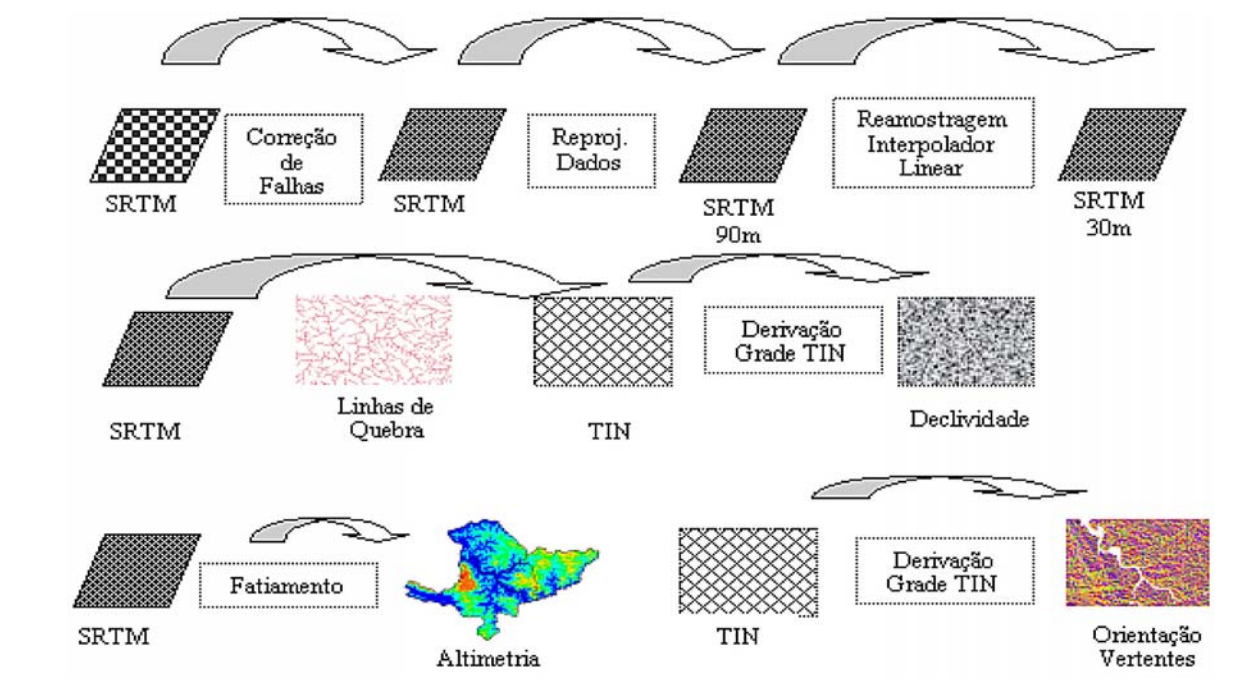 SRTM
Correção
de
Falhas
SRTM
Reproj.
Dados
SRTM
90m
Reamostragem
Interpolador
Linear
SRTM
30m
SRTM
Linhas de
Quebra
TIN
Derivação
Grade TIN
Declividade
SRTM
Fatiamento
Altimetria
TIN
Derivação
Grade TIN
Orientação
Vertentes